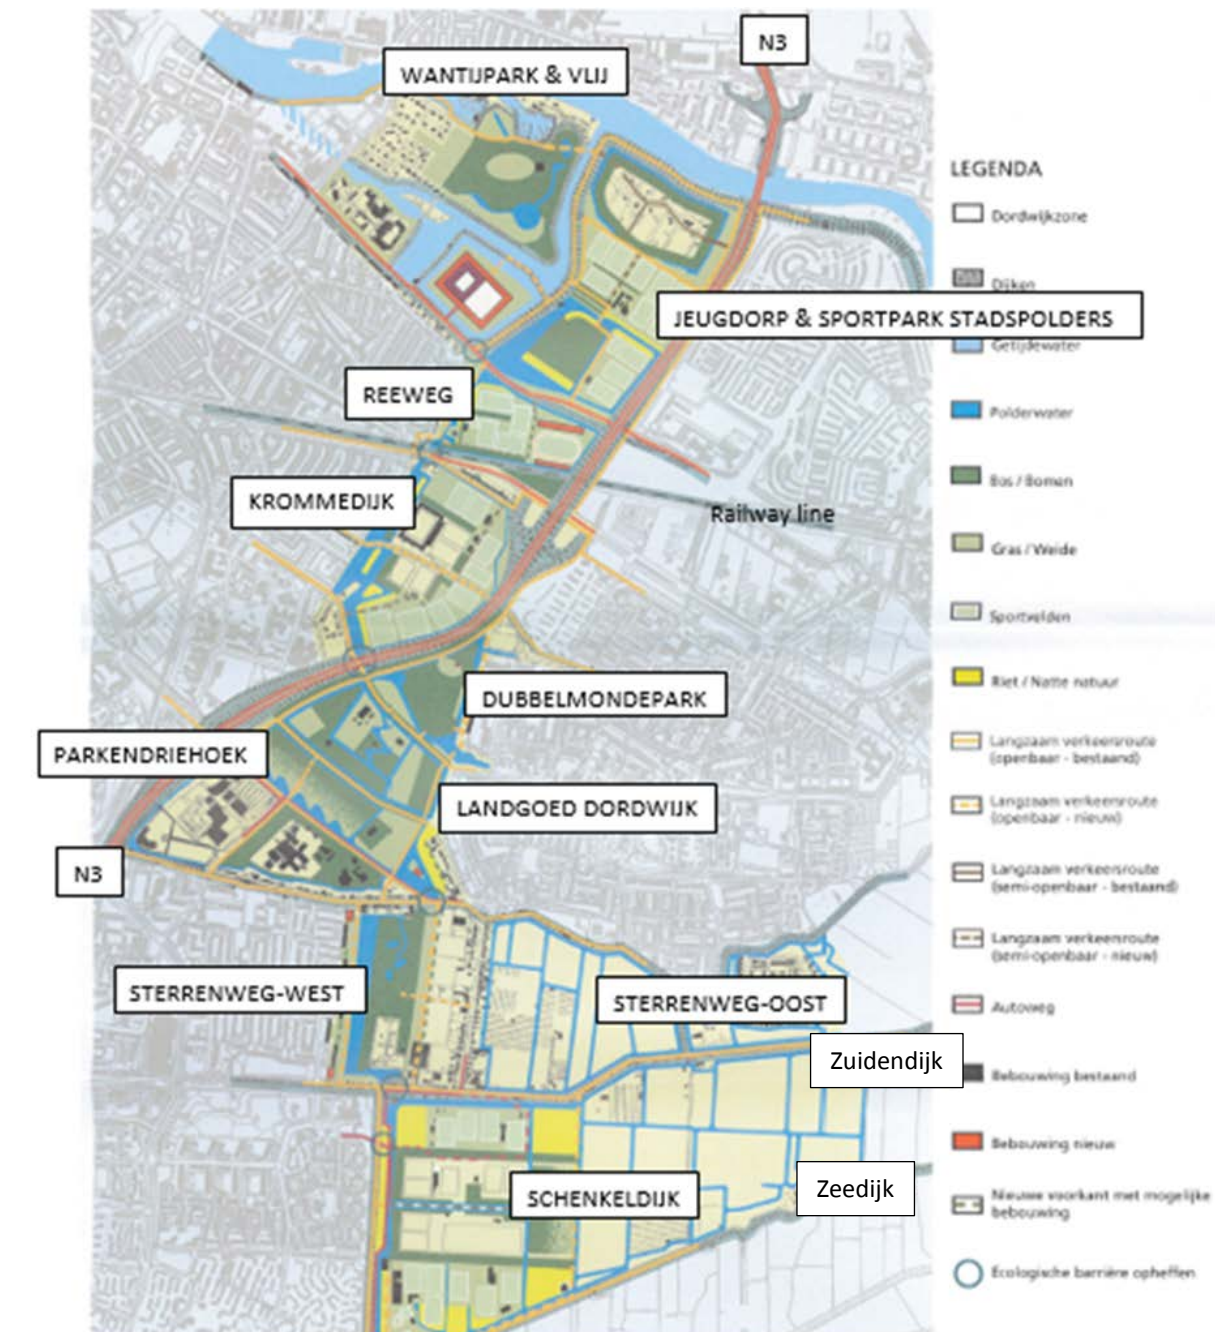 N3
WANTIJPARK & VLIJ
LEGENDA
Dordwijkzone
Dijken
JEUGDORP & SPORTPARK STADSPOLDERS
Getijdewater
REEWEG
Polderwater
KROMMEDIJK
Bos / Bomen
Railway line
Gras / Weide
Sportvelden
DUBBELMONDEPARK
Riet / Natte natuur
PARKENDRIEHOEK
Langzaam verkeersroute
(openbaar - bestaand)
LANDGOED DORDWIJK
Langzaam verkeersroute
(openbaar - nieuw)
N3
Langzaam verkeersroute
(semi-openbaar - bestaand)
Langzaam verkeersroute
(semi-openbaar - nieuw)
STERRENWEG-WEST
STERRENWEG-OOST
Autoweg
Zuidendijk
Bebouwing bestaand
Bebouwing nieuw
Zeedijk
SCHENKELDIJK
Nieuwe voorkant met mogelijke
bebouwing
Ecologische barrière opheffen